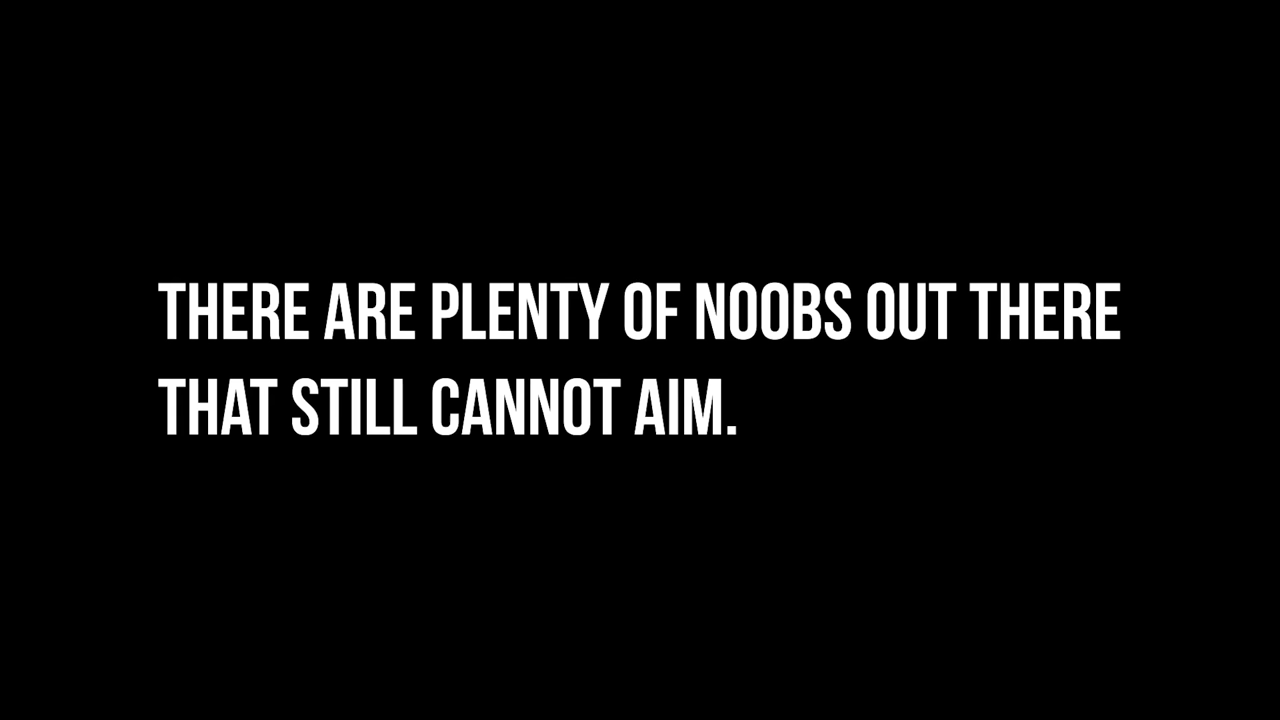 THERE ARE PLENTY OF NOOBS OUT THERE
THAT STILL CANNOT AIM.